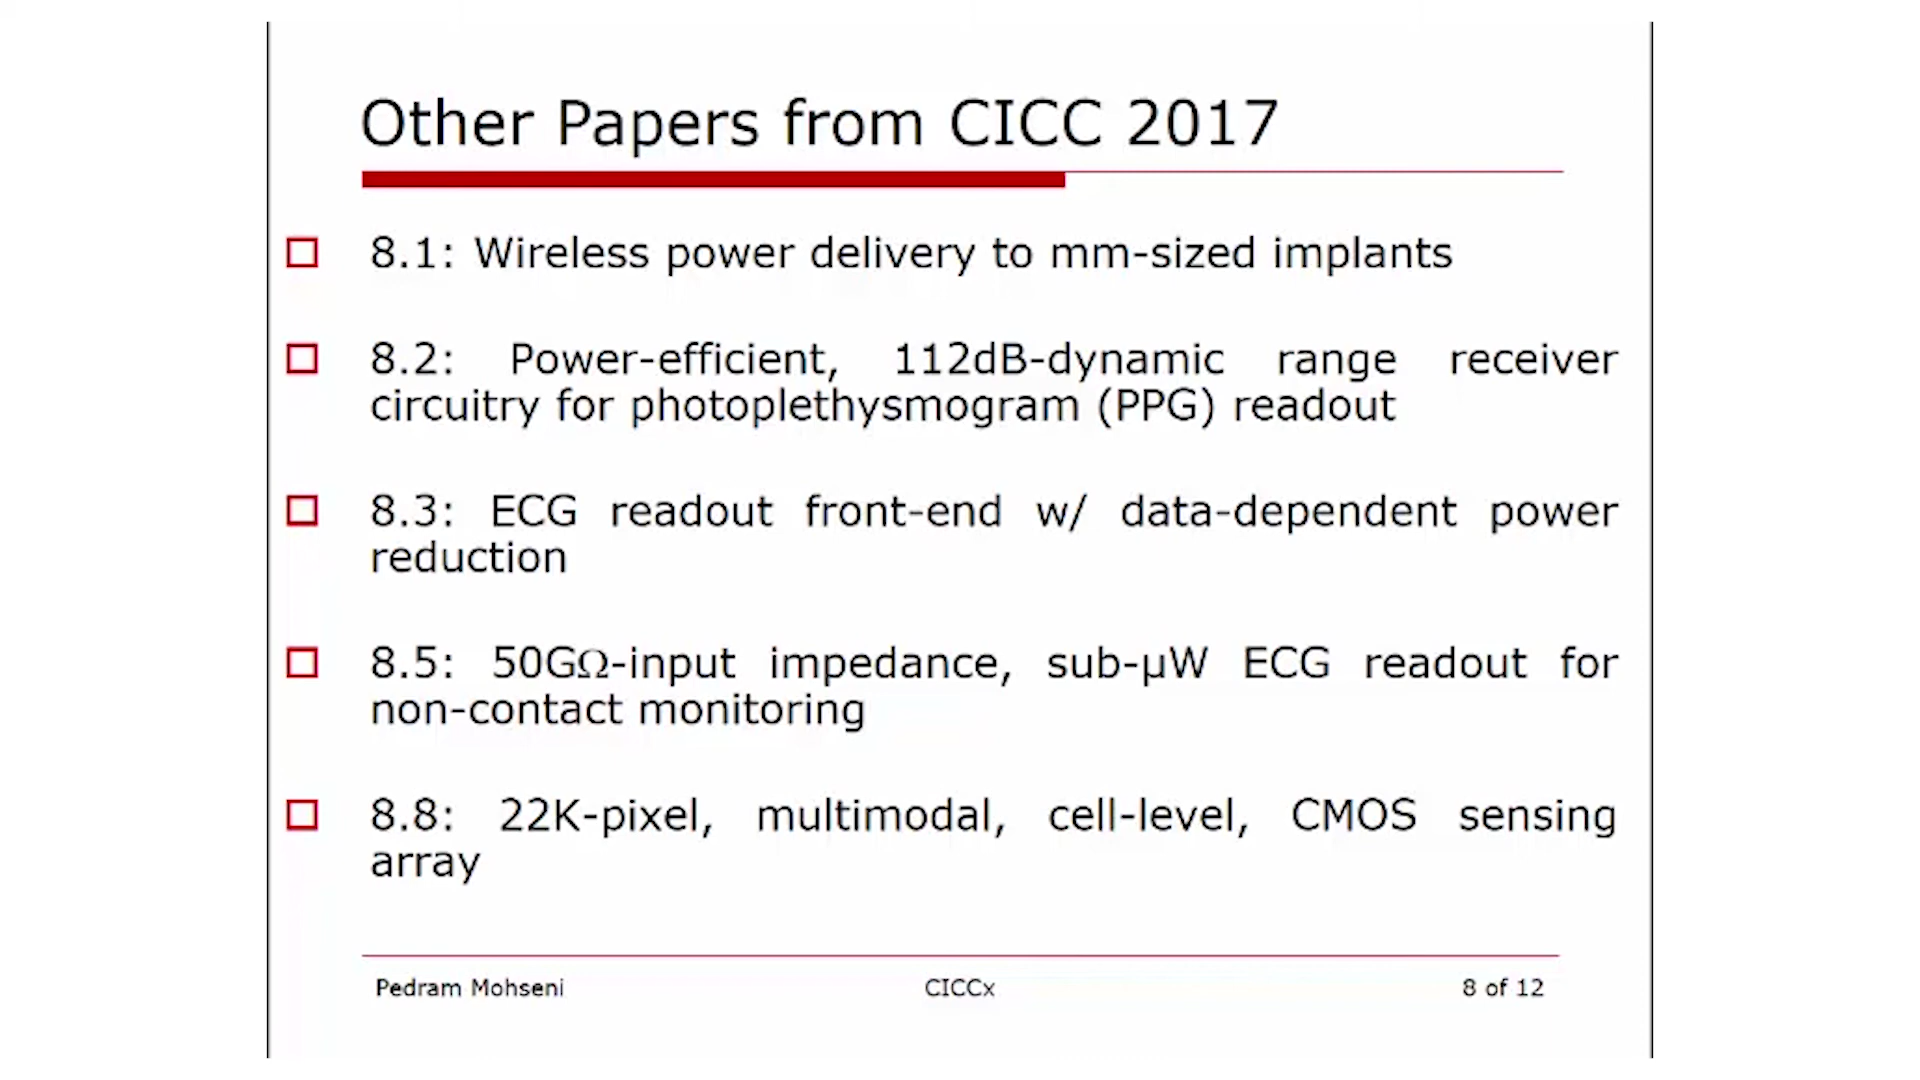 Other Papers from CICC 2017
8.1: Wireless power delivery to mm-sized implants
8.2: Power-efficient, 112dB-dynamic range receiver
circuitry for photoplethysmogram (PPG) readout
8.3: ECG readout front-end w/ data-dependent power
reduction
8.5: 50GΩ-input impedance, sub-µW ECG readout for
non-contact monitoring
8.8: 22K-pixel, multimodal, cell-level, CMOS sensing
array
Pedram Mohseni
CICCx
8 of 12